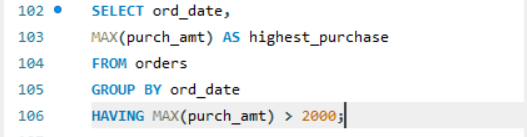 102 SELECT ord_date,
103 MAX(purch_amt) AS highest_purchase
104 FROM orders
105 GROUP BY ord_date
106 HAVING MAX(purch_amt) > 2000;